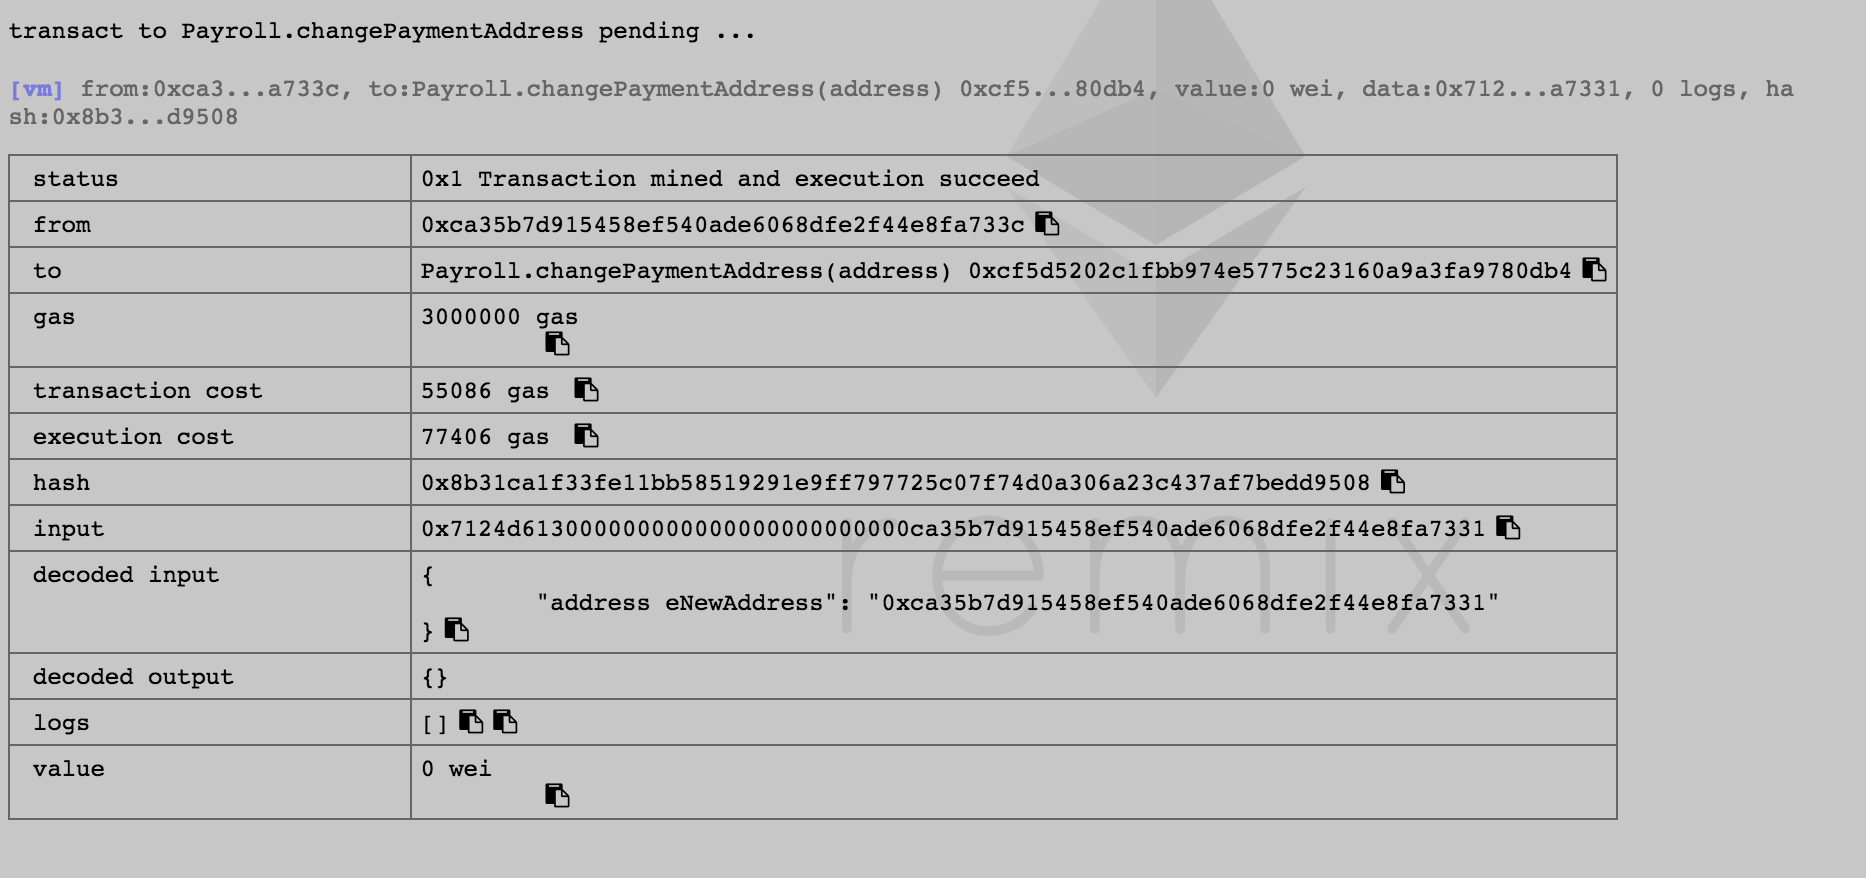 transact to Payroll.changePaymentAddress pending ...
[vm] from:0xca3...a733c, to:Payroll.changePaymentAddress(address) 0xcf5...80db4, value:0 wei, data:0x712...a7331, 0 logs, ha
sh:0x8b3...d9508
status 0x1 Transaction mined and execution succeed
from 0xca35b7d915458ef540ade6068dfe2f44e8fa733c
to Payroll.changePaymentAddress(address) 0xcf5d5202c1fbb974e5775c23160a9a3fa9780db4
gas 3000000 gas
transaction cost 55086 gas
execution cost 77406 gas
hash 0x8b31ca1f33fe11bb58519291e9ff797725c07f74d0a306a23c437af7bedd9508
input 0x7124d613000000000000000000000000ca35b7d915458ef540ade6068dfe2f44e8fa7331
decoded input {
"address eNewAddress": "0xca35b7d915458ef540ade6068dfe2f44e8fa7331"
}
decoded output {}
logs []
value 0 wei
remix